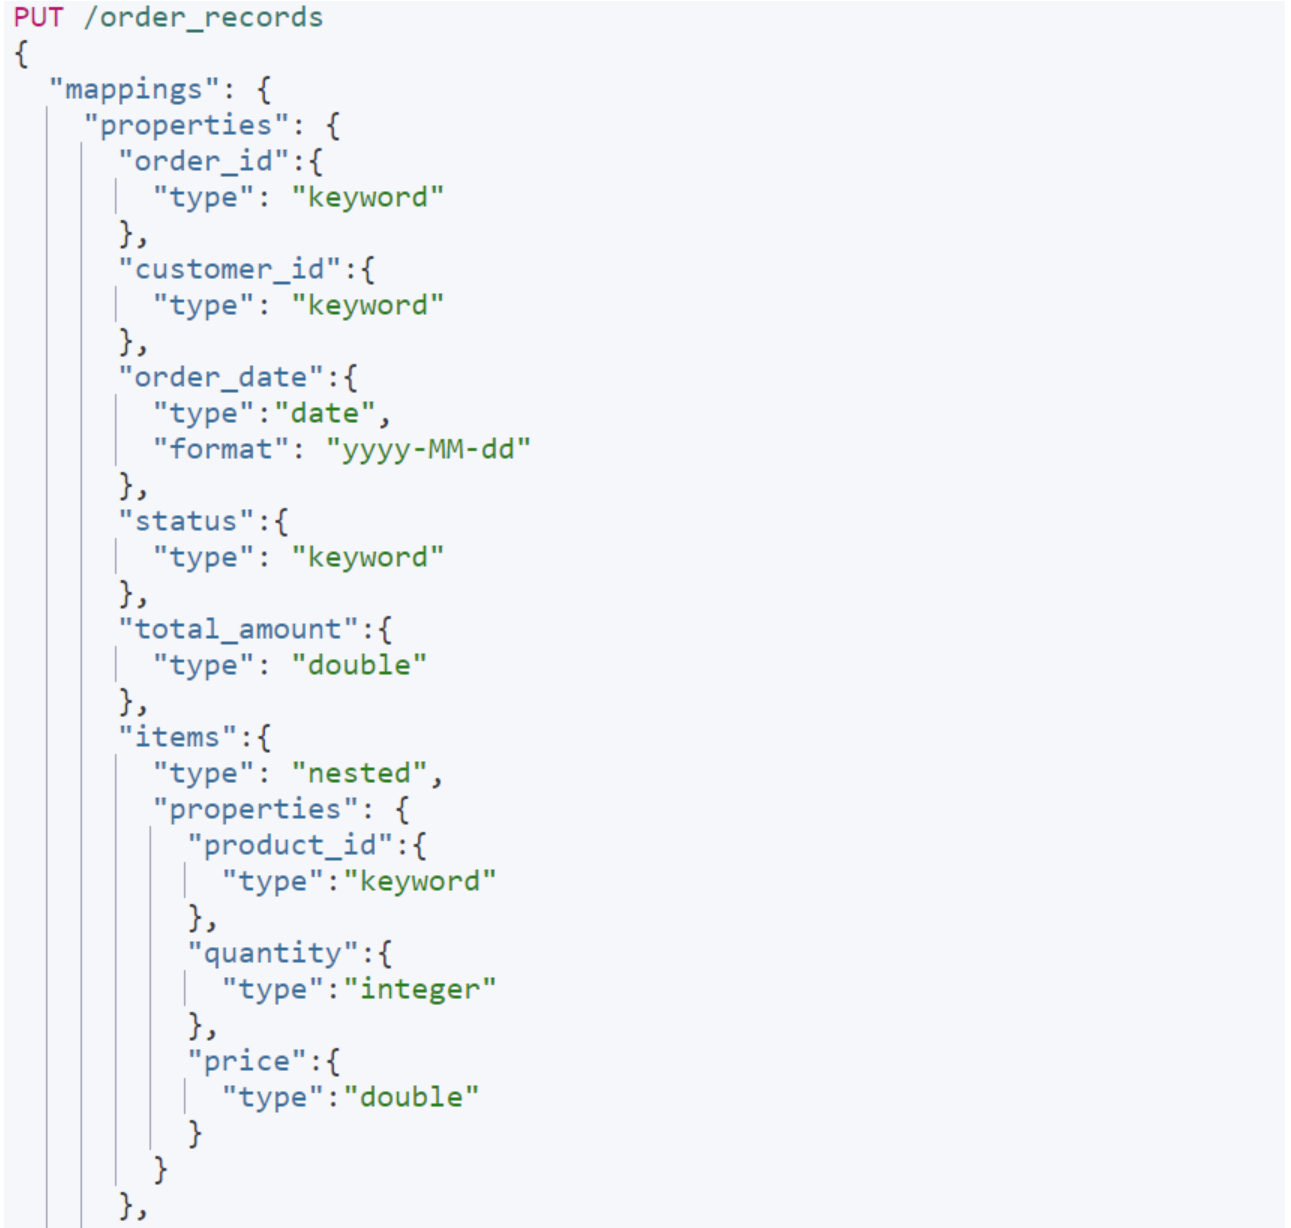 PUT /order_records
{
  "mappings": {
    "properties": {
      "order_id":{
        "type": "keyword"
      },
      "customer_id":{
        "type": "keyword"
      },
      "order_date":{
        "type":"date",
        "format": "yyyy-MM-dd"
      },
      "status":{
        "type": "keyword"
      },
      "total_amount":{
        "type": "double"
      },
      "items":{
        "type": "nested",
        "properties": {
          "product_id":{
            "type":"keyword"
          },
          "quantity":{
            "type":"integer"
          },
          "price":{
            "type":"double"
          }
        }
      },